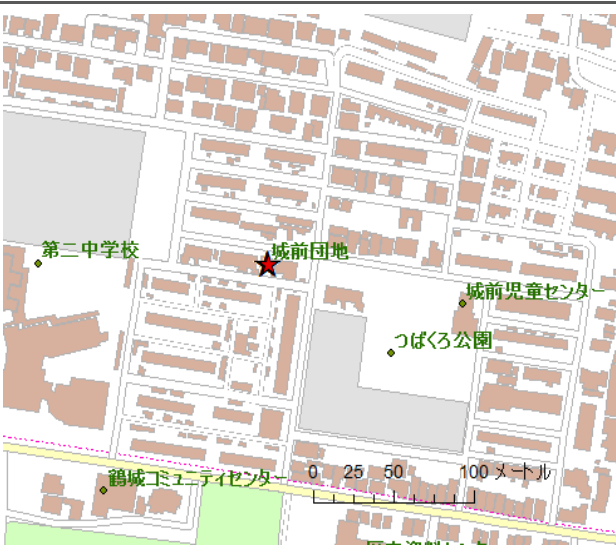 城前団地
第二中学校
城前児童センター
つばくろ公園
0 25 50 100 メートル
鶴城コミュニティセンター